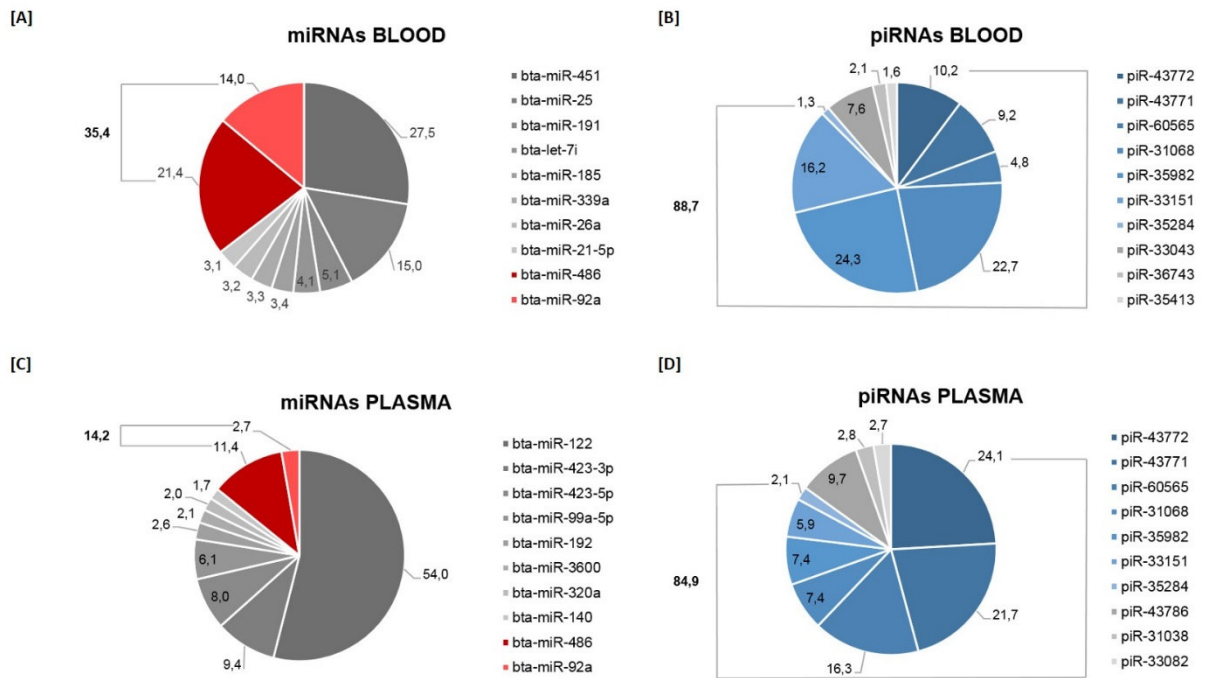 [A]
miRNAs BLOOD
14,0
35,4
21,4
27,5
15,0
5,1
4,1
3,4
3,3
3,2
3,1
bta-miR-451
bta-miR-25
bta-miR-191
bta-let-7i
bta-miR-185
bta-miR-339a
bta-miR-26a
bta-miR-21-5p
bta-miR-486
bta-miR-92a
[B]
piRNAs BLOOD
2,1
1,6
10,2
1,3
7,6
9,2
4,8
16,2
88,7
24,3
22,7
piR-43772
piR-43771
piR-60565
piR-31068
piR-35982
piR-33151
piR-35284
piR-33043
piR-36743
piR-35413
[C]
miRNAs PLASMA
14,2
2,7
11,4
1,7
2,0
2,1
2,6
6,1
8,0
9,4
54,0
bta-miR-122
bta-miR-423-3p
bta-miR-423-5p
bta-miR-99a-5p
bta-miR-192
bta-miR-3600
bta-miR-320a
bta-miR-140
bta-miR-486
bta-miR-92a
[D]
piRNAs PLASMA
2,8
2,7
24,1
9,7
2,1
5,9
7,4
84,9
7,4
21,7
16,3
piR-43772
piR-43771
piR-60565
piR-31068
piR-35982
piR-33151
piR-35284
piR-43786
piR-31038
piR-33082